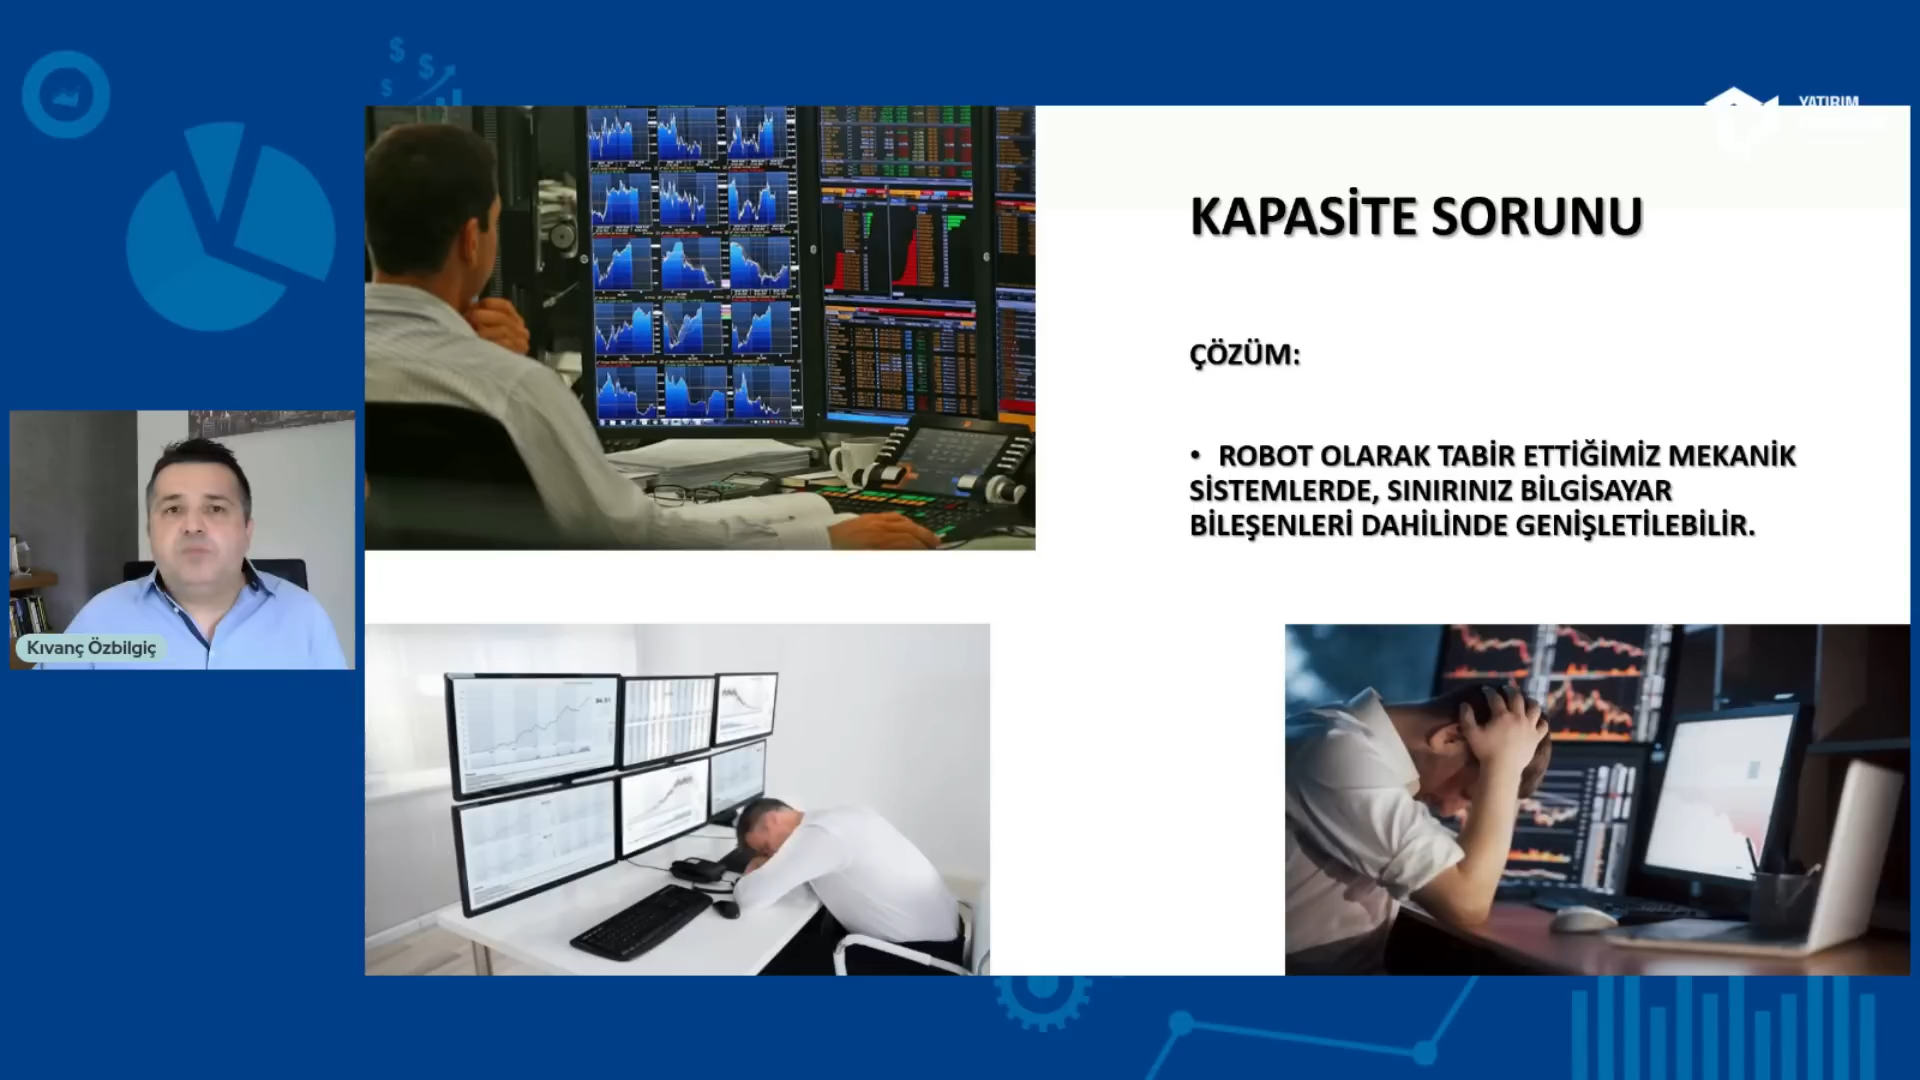 YATIRIM
KAPASİTE SORUNU
ÇÖZÜM:
• ROBOT OLARAK TABİR ETTİĞİMİZ MEKANİK
SİSTEMLERDE, SINIRINIZ BİLGİSAYAR
BİLEŞENLERİ DAHİLİNDE GENİŞLETİLEBİLİR.
Kıvanç Özbilgiç